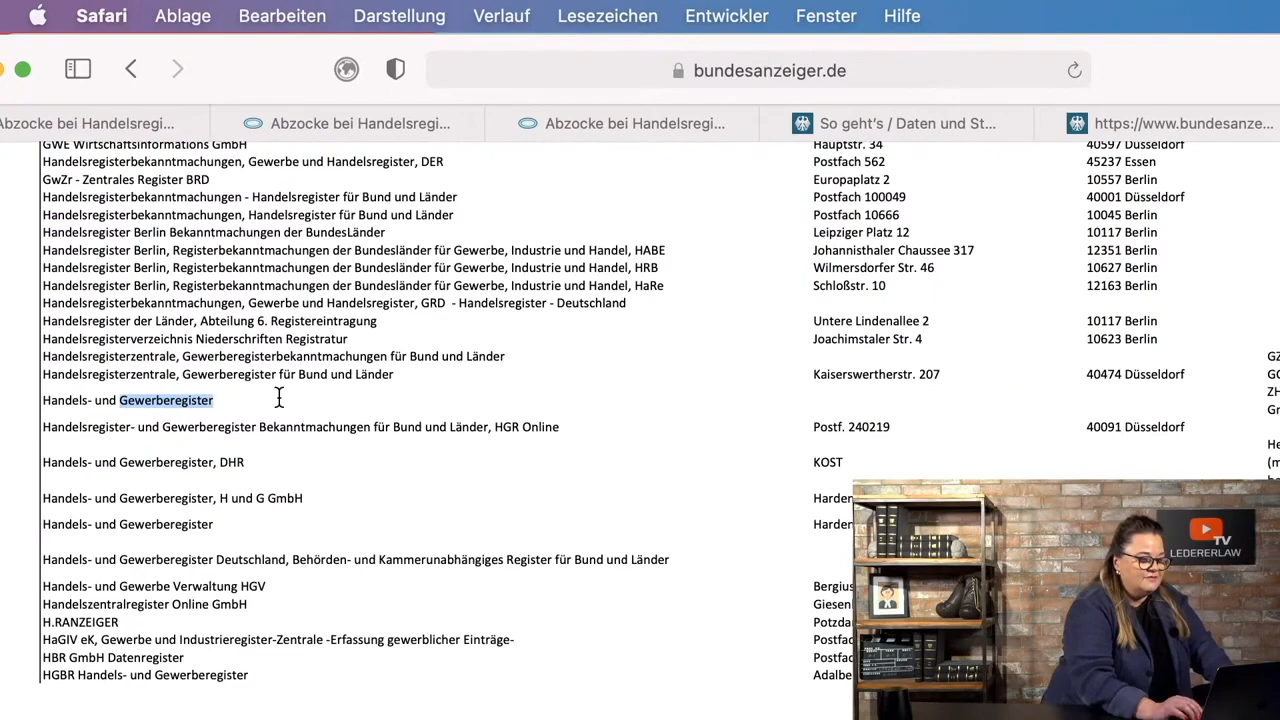 Safari Ablage Bearbeiten Darstellung Verlauf Lesezeichen Entwickler Fenster Hilfe
bundesanzeiger.de
Abzocke bei Handelsregi... Abzocke bei Handelsregi... Abzocke bei Handelsregi... So geht's / Daten und St... https://www.bundesanze...
GWE Wirtschaftsinformations GmbH Hauptstr. 34 40597 Düsseldorf
Handelsregisterbekanntmachungen, Gewerbe und Handelsregister, DER Postfach 562 45237 Essen
GwZr - Zentrales Register BRD Europaplatz 2 10557 Berlin
Handelsregisterbekanntmachungen - Handelsregister für Bund und Länder Postfach 100049 40001 Düsseldorf
Handelsregisterbekanntmachungen, Handelsregister für Bund und Länder Postfach 10666 10045 Berlin
Handelsregister Berlin Bekanntmachungen der BundesLänder Leipziger Platz 12 10117 Berlin
Handelsregister Berlin, Registerbekanntmachungen der Bundesländer für Gewerbe, Industrie und Handel, HABE Johannisthaler Chaussee 317 12351 Berlin
Handelsregister Berlin, Registerbekanntmachungen der Bundesländer für Gewerbe, Industrie und Handel, HRB Wilmersdorfer Str. 46 10627 Berlin
Handelsregister Berlin, Registerbekanntmachungen der Bundesländer für Gewerbe, Industrie und Handel, HaRe Schloßstr. 10 12163 Berlin
Handelsregisterbekanntmachungen, Gewerbe und Handelsregister, GRD - Handelsregister - Deutschland
Handelsregister der Länder, Abteilung 6. Registereintragung Untere Lindenallee 2 10117 Berlin
Handelsregisterverzeichnis Niederschriften Registratur Joachimstaler Str. 4 10623 Berlin
Handelsregisterzentrale, Gewerberegisterbekanntmachungen für Bund und Länder GZ
Handelsregisterzentrale, Gewerberegister für Bund und Länder Kaiserswertherstr. 207 40474 Düsseldorf
ZH
Handels- und Gewerberegister
Handelsregister- und Gewerberegister Bekanntmachungen für Bund und Länder, HGR Online Postf. 240219 40091 Düsseldorf
He
Handels- und Gewerberegister, DHR KOST (m
Handels- und Gewerberegister, H und G GmbH Harden
Handels- und Gewerberegister Harden
Handels- und Gewerberegister Deutschland, Behörden- und Kammerunabhängiges Register für Bund und Länder
Handels- und Gewerbe Verwaltung HGV Bergius
Handelszentralregister Online GmbH Giesen
H.RANZEIGER Potzda
HaGIV eK, Gewerbe und Industrieregister-Zentrale -Erfassung gewerblicher Einträge- Postfac
HBR GmbH Datenregister Postfac
HGBR Handels- und Gewerberegister Adalbe
TV
LEDERERLAW